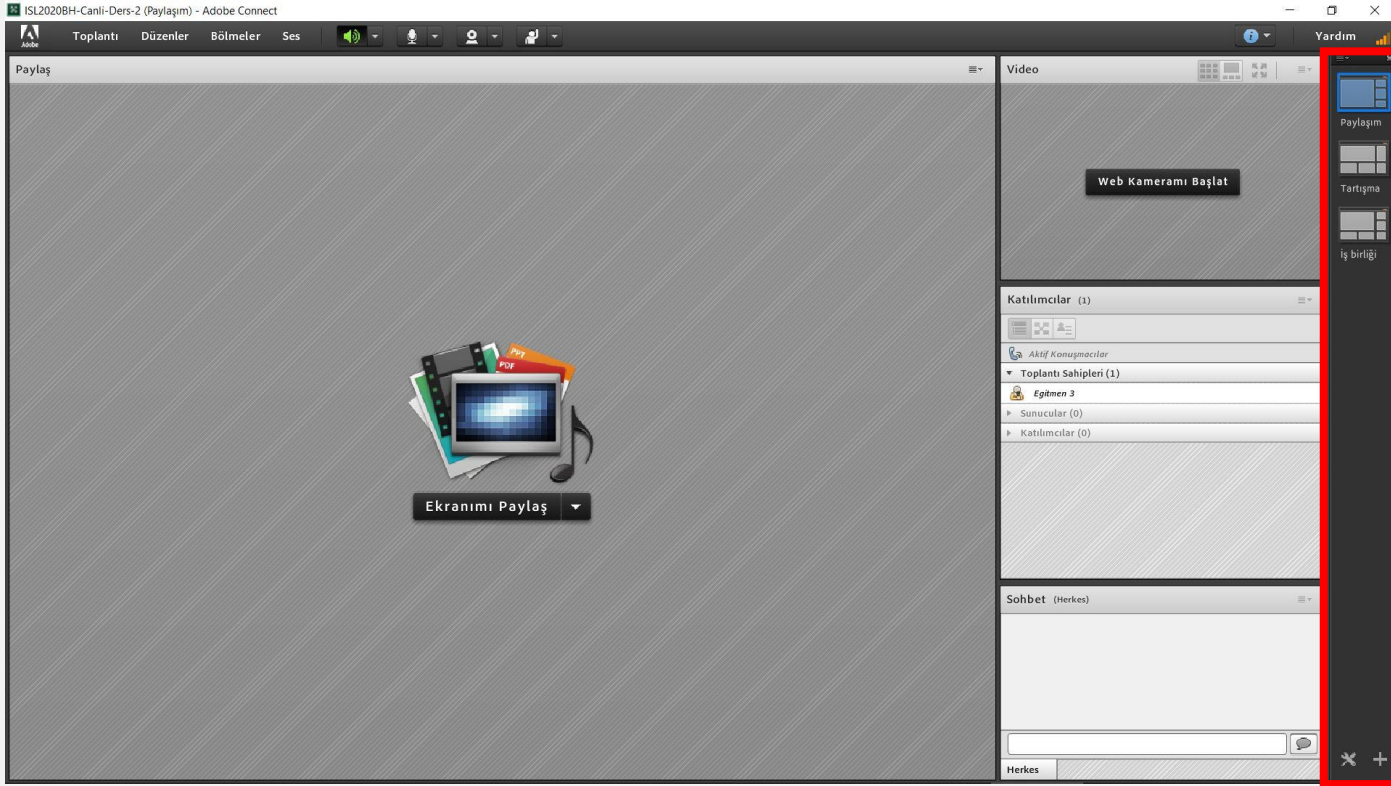 ISL2020BH-Canli-Ders-2 (Paylaşım) - Adobe Connect
Adobe
Toplantı Düzenler Bölmeler Ses
Yardım
Paylaş
PPT
PDF
Ekranımı Paylaş
Video
Web Kameramı Başlat
Katılımcılar (1)
Aktif Konuşmacılar
Toplantı Sahipleri (1)
Egitmen 3
Sunucular (0)
Katılımcılar (0)
Sohbet (Herkes)
Herkes
Paylaşım
Tartışma
İş birliği